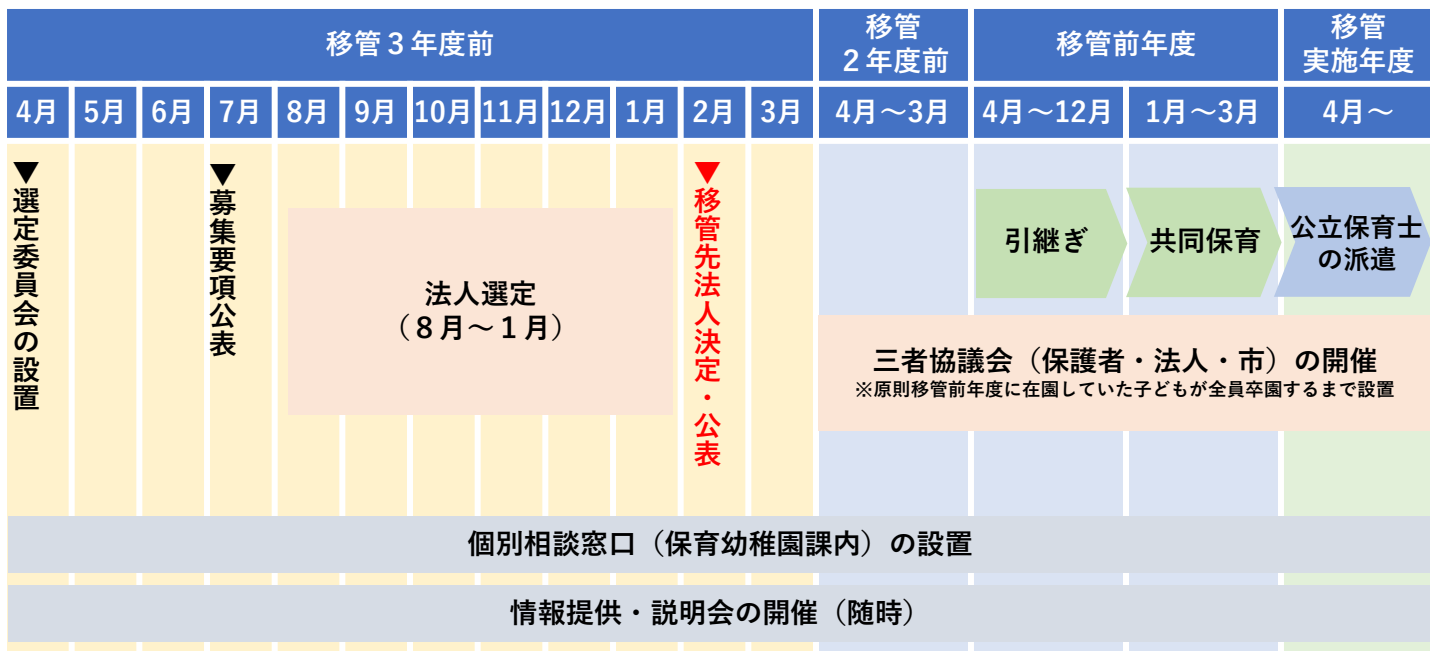 移管３年度前
移管
２年度前
移管前年度
移管
実施年度
4月
5月
6月
7月
8月
9月
10月
11月
12月
1月
2月
3月
4月～3月
4月～12月
1月～3月
4月～
▼選定委員会の設置
▼募集要項公表
法人選定
（８月～１月）
▼移管先法人決定・公表
引継ぎ
共同保育
公立保育士
の派遣
三者協議会（保護者・法人・市）の開催
※原則移管前年度に在園していた子どもが全員卒園するまで設置
個別相談窓口（保育幼稚園課内）の設置
情報提供・説明会の開催（随時）